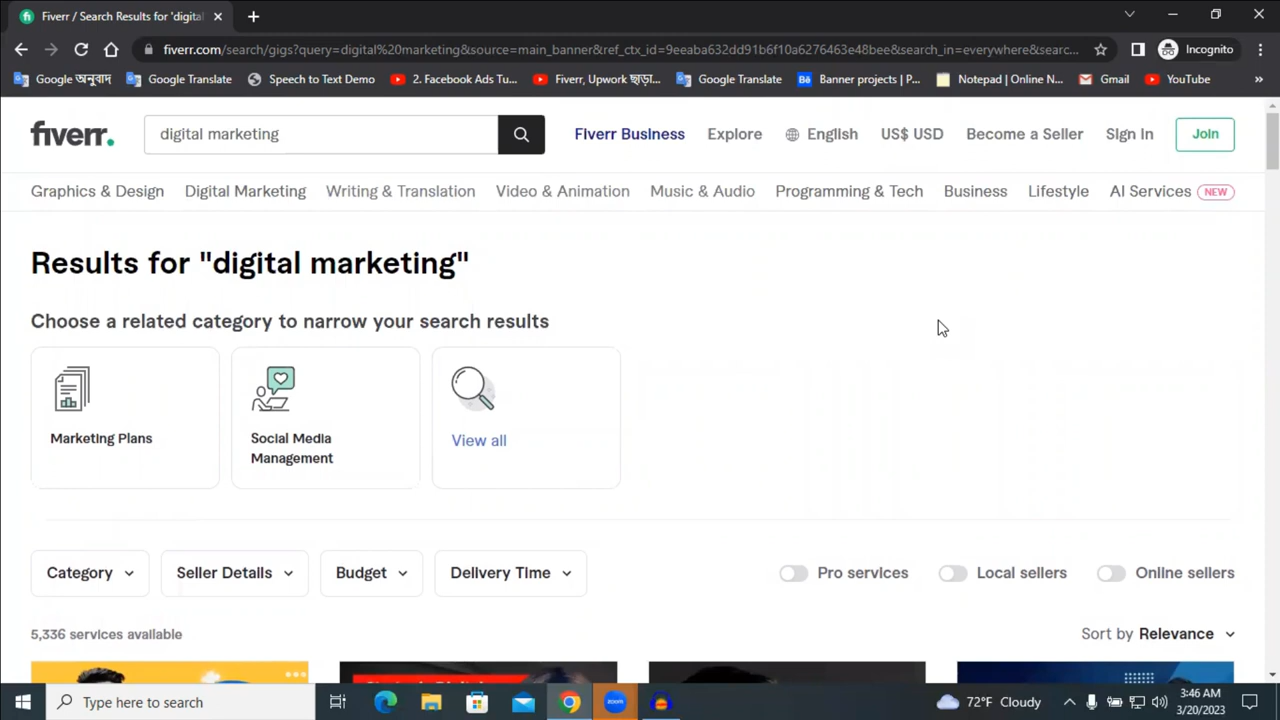 Fiverr / Search Results for 'digital
Incognito
fiverr.com/search/gigs?query=digital%20marketing&source=main_banner&ref_ctx_id=9eeaba632dd91b6f10a6276463e48bee&search_in=everywhere&searc...
Google অনুবাদ
Google Translate
Speech to Text Demo
2. Facebook Ads Tu...
Fiverr, Upwork ছাড়া...
Google Translate
Bē
Banner projects | P...
Notepad | Online N...
Gmail
YouTube
»
fiverr.
digital marketing
Fiverr Business
Explore
English
US$ USD
Become a Seller
Sign In
Join
Graphics & Design
Digital Marketing
Writing & Translation
Video & Animation
Music & Audio
Programming & Tech
Business
Lifestyle
AI Services NEW
Results for "digital marketing"
Choose a related category to narrow your search results
Marketing Plans
Social Media
Management
View all
Category
Seller Details
Budget
Delivery Time
Pro services
Local sellers
Online sellers
5,336 services available
Sort by Relevance
Type here to search
zoom
72°F Cloudy
3:46 AM
3/20/2023